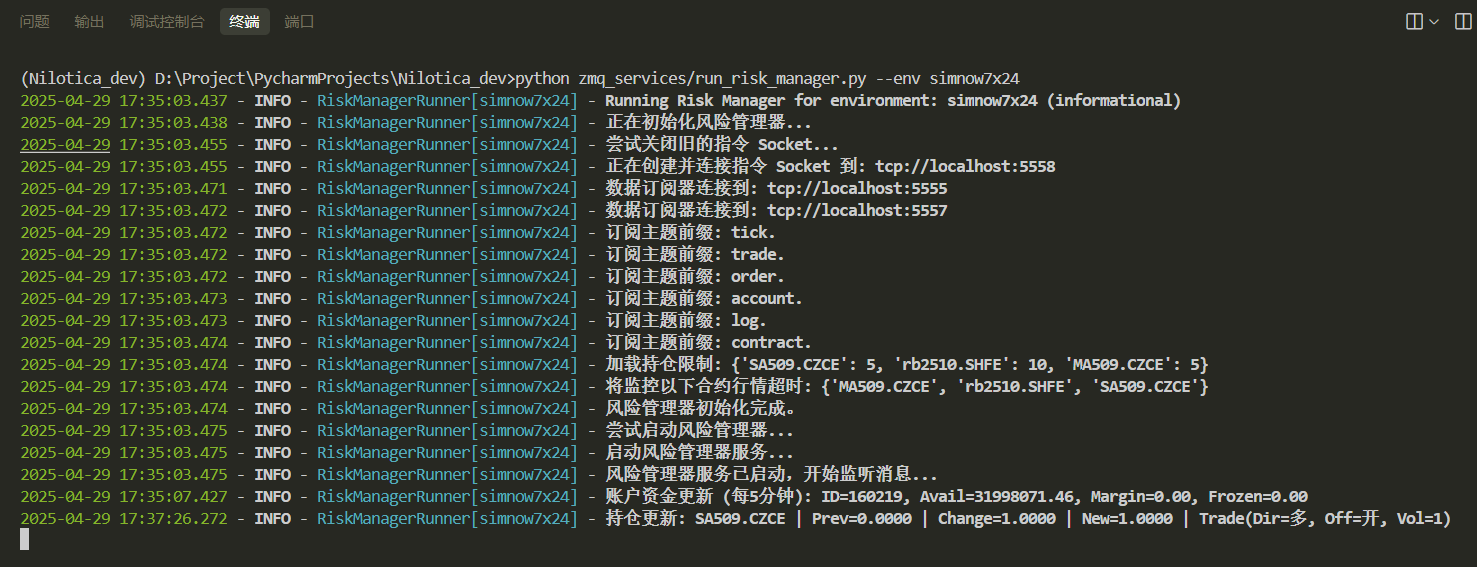 问题 输出 调试控制台 终端 端口
(Nilotica_dev) D:\Project\PycharmProjects\Nilotica_dev>python zmq_services/run_risk_manager.py --env simnow7x24
2025-04-29 17:35:03.437 - INFO - RiskManagerRunner[simnow7x24] - Running Risk Manager for environment: simnow7x24 (informational)
2025-04-29 17:35:03.438 - INFO - RiskManagerRunner[simnow7x24] - 正在初始化风险管理器...
2025-04-29 17:35:03.455 - INFO - RiskManagerRunner[simnow7x24] - 尝试关闭旧的指令 Socket...
2025-04-29 17:35:03.455 - INFO - RiskManagerRunner[simnow7x24] - 正在创建并连接指令 Socket 到: tcp://localhost:5558
2025-04-29 17:35:03.471 - INFO - RiskManagerRunner[simnow7x24] - 数据订阅器连接到: tcp://localhost:5555
2025-04-29 17:35:03.472 - INFO - RiskManagerRunner[simnow7x24] - 数据订阅器连接到: tcp://localhost:5557
2025-04-29 17:35:03.472 - INFO - RiskManagerRunner[simnow7x24] - 订阅主题前缀: tick.
2025-04-29 17:35:03.472 - INFO - RiskManagerRunner[simnow7x24] - 订阅主题前缀: trade.
2025-04-29 17:35:03.472 - INFO - RiskManagerRunner[simnow7x24] - 订阅主题前缀: order.
2025-04-29 17:35:03.473 - INFO - RiskManagerRunner[simnow7x24] - 订阅主题前缀: account.
2025-04-29 17:35:03.473 - INFO - RiskManagerRunner[simnow7x24] - 订阅主题前缀: log.
2025-04-29 17:35:03.474 - INFO - RiskManagerRunner[simnow7x24] - 订阅主题前缀: contract.
2025-04-29 17:35:03.474 - INFO - RiskManagerRunner[simnow7x24] - 加载持仓限制: {'SA509.CZCE': 5, 'rb2510.SHFE': 10, 'MA509.CZCE': 5}
2025-04-29 17:35:03.474 - INFO - RiskManagerRunner[simnow7x24] - 将监控以下合约行情超时: {'MA509.CZCE', 'rb2510.SHFE', 'SA509.CZCE'}
2025-04-29 17:35:03.474 - INFO - RiskManagerRunner[simnow7x24] - 风险管理器初始化完成。
2025-04-29 17:35:03.475 - INFO - RiskManagerRunner[simnow7x24] - 尝试启动风险管理器...
2025-04-29 17:35:03.475 - INFO - RiskManagerRunner[simnow7x24] - 启动风险管理器服务...
2025-04-29 17:35:03.475 - INFO - RiskManagerRunner[simnow7x24] - 风险管理器服务已启动，开始监听消息...
2025-04-29 17:35:07.427 - INFO - RiskManagerRunner[simnow7x24] - 账户资金更新 (每5分钟): ID=160219, Avail=31998071.46, Margin=0.00, Frozen=0.00
2025-04-29 17:37:26.272 - INFO - RiskManagerRunner[simnow7x24] - 持仓更新: SA509.CZCE | Prev=0.0000 | Change=1.0000 | New=1.0000 | Trade(Dir=多, Off=开, Vol=1)